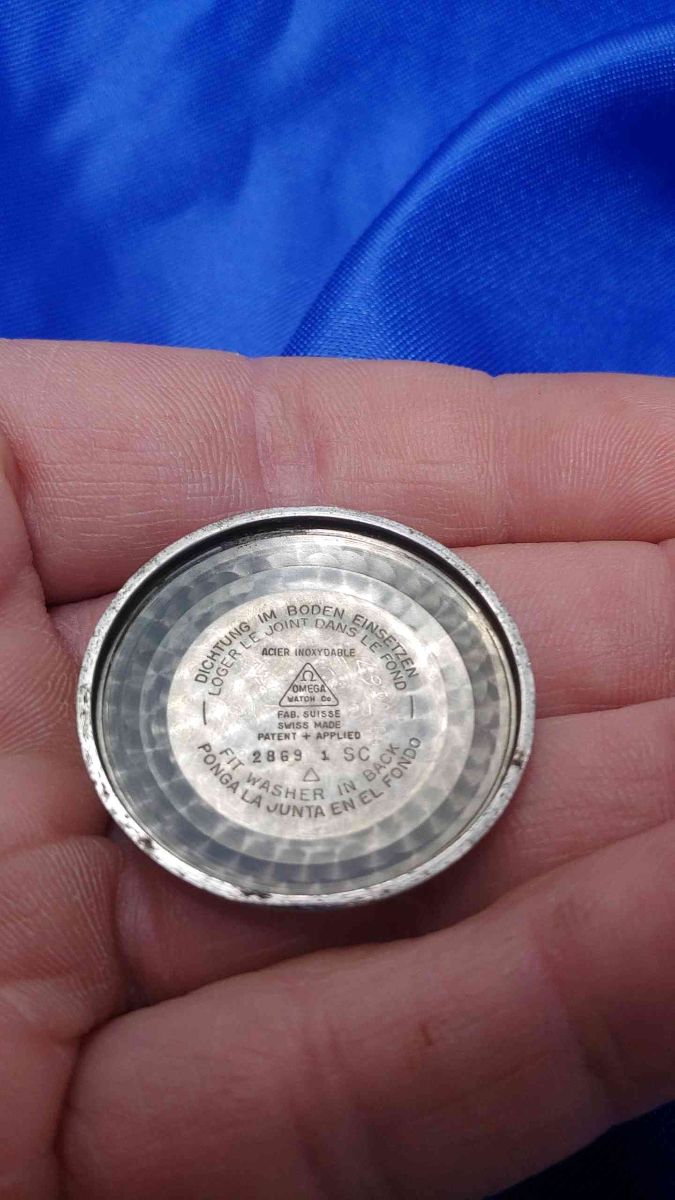 DICHTUNG IM BODEN EINSETZEN
LOGER LE JOINT DANS LE FOND
ACIER INOXYDABLE
Ω
OMEGA
WATCH Co
FAB. SUISSE
SWISS MADE
PATENT + APPLIED
2869 1 SC
FIT WASHER IN BACK
PONGA LA JUNTA EN EL FONDO